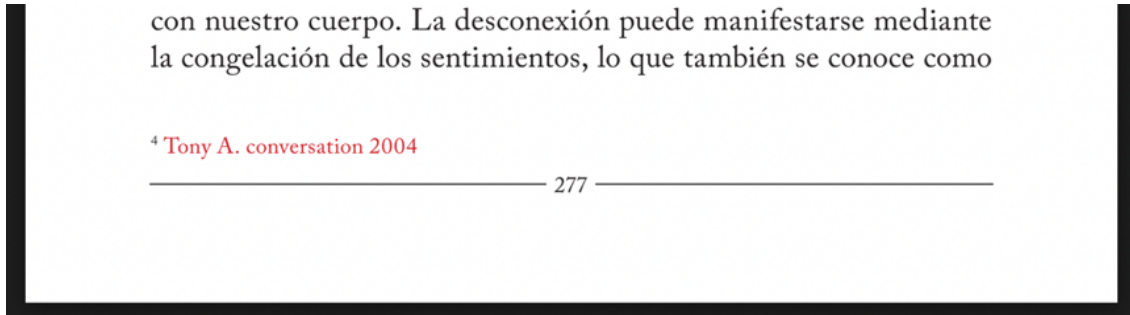 con nuestro cuerpo. La desconexión puede manifestarse mediante
la congelación de los sentimientos, lo que también se conoce como
⁴ Tony A. conversation 2004
277